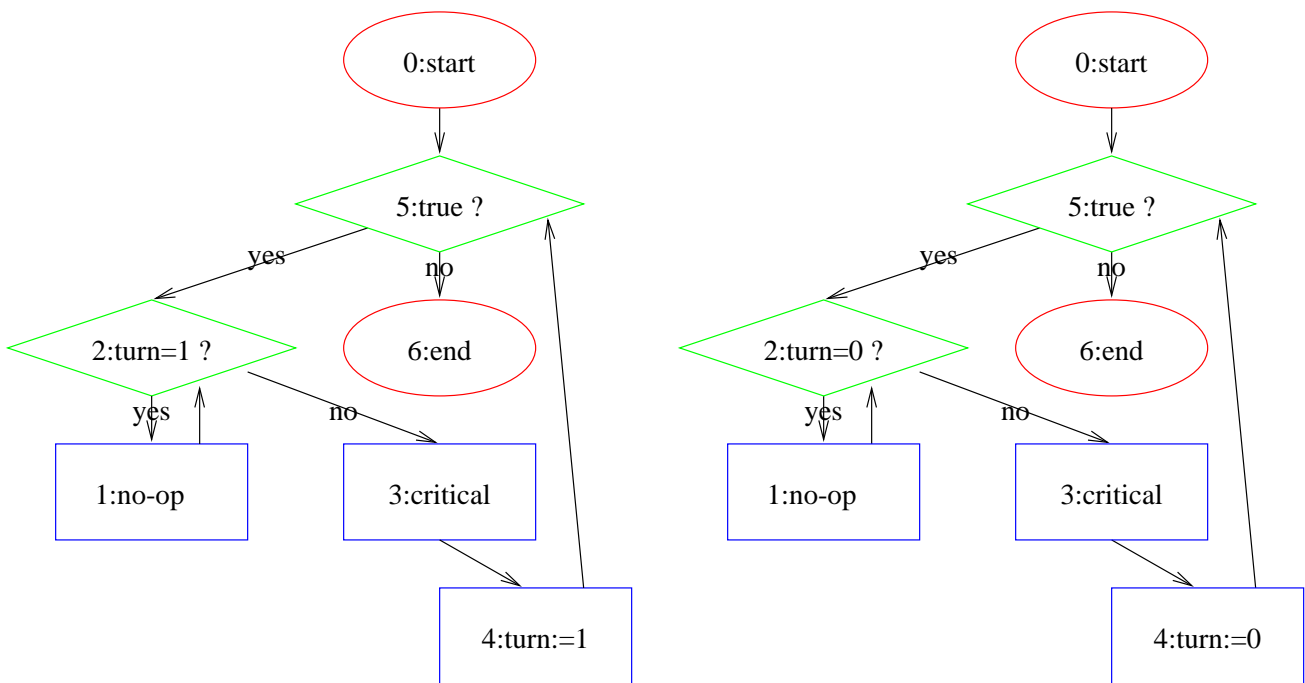 0:start
5:true ?
yes
no
2:turn=1 ?
6:end
yes
no
1:no-op
3:critical
4:turn:=1
0:start
5:true ?
yes
no
2:turn=0 ?
6:end
yes
no
1:no-op
3:critical
4:turn:=0